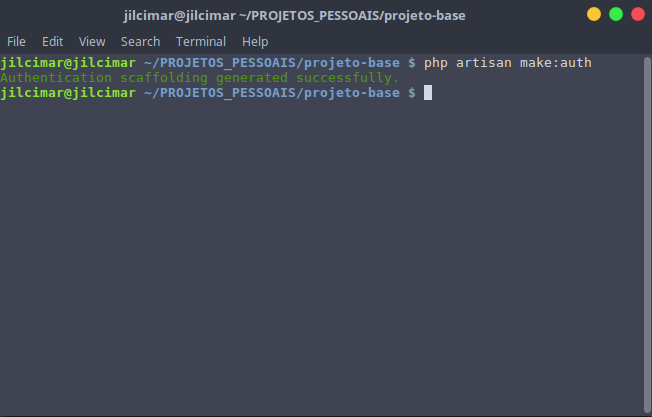 jilcimar@jilcimar ~/PROJETOS_PESSOAIS/projeto-base
File Edit View Search Terminal Help
jilcimar@jilcimar ~/PROJETOS_PESSOAIS/projeto-base $ php artisan make:auth
Authentication scaffolding generated successfully.
jilcimar@jilcimar ~/PROJETOS_PESSOAIS/projeto-base $